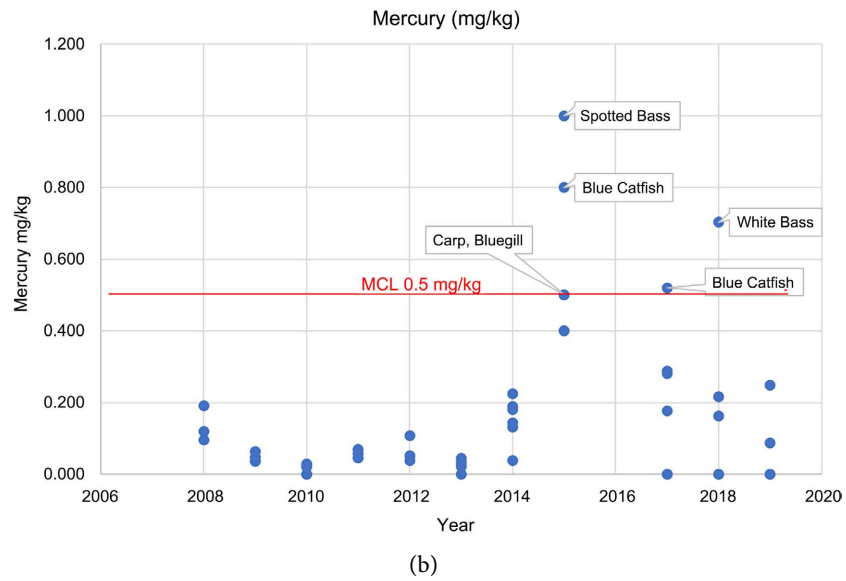 Mercury (mg/kg)
1.200
1.000
Spotted Bass
0.800
Blue Catfish
White Bass
Carp, Bluegill
0.600
Blue Catfish
MCL 0.5 mg/kg
0.400
0.200
0.000
Mercury mg/kg
2006 2008 2010 2012 2014 2016 2018 2020
Year
(b)